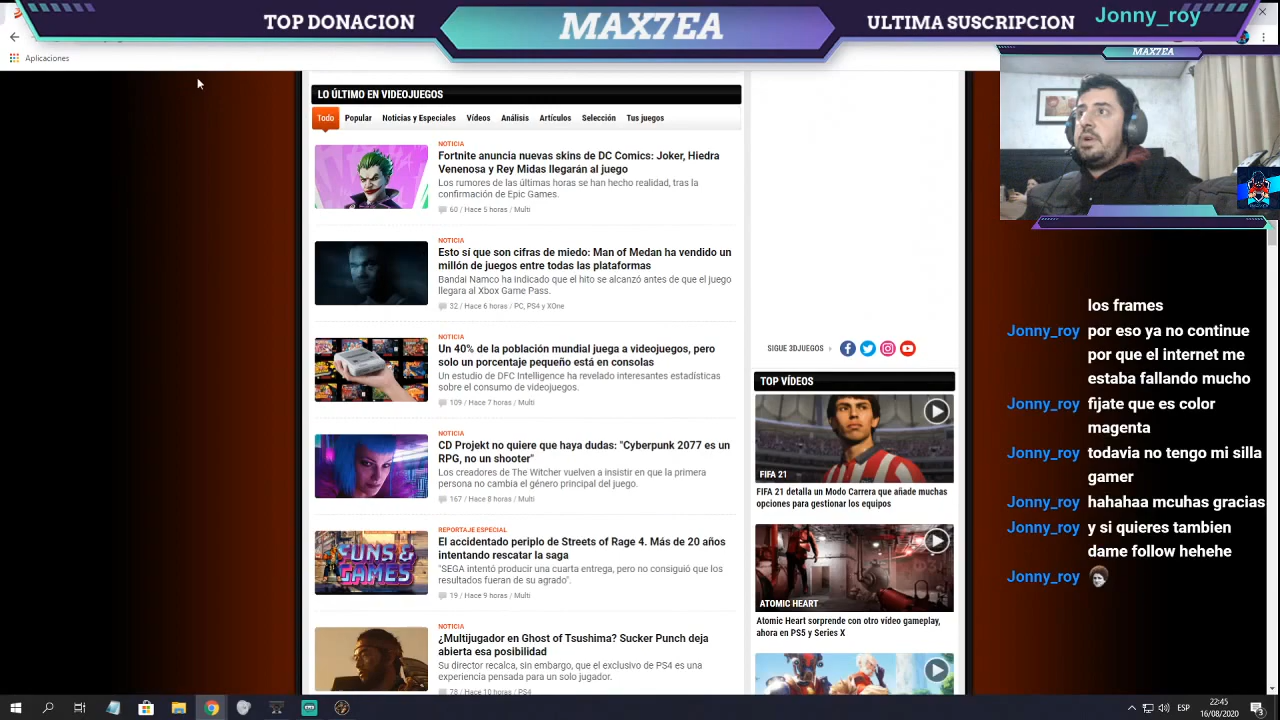 TOP DONACION
MAX7EA
ULTIMA SUSCRIPCION
Jonny_roy
Aplicaciones
MAX7EA
LO ÚLTIMO EN VIDEOJUEGOS
Todo Popular Noticias y Especiales Vídeos Análisis Artículos Selección Tus juegos
NOTICIA
Fortnite anuncia nuevas skins de DC Comics: Joker, Hiedra
Venenosa y Rey Midas llegarán al juego
Los rumores de las últimas horas se han hecho realidad, tras la
confirmación de Epic Games.
60 / Hace 5 horas / Multi
NOTICIA
Esto sí que son cifras de miedo: Man of Medan ha vendido un
millón de juegos entre todas las plataformas
Bandai Namco ha indicado que el hito se alcanzó antes de que el juego
llegara al Xbox Game Pass.
32 / Hace 6 horas / PC, PS4 y XOne
NOTICIA
Un 40% de la población mundial juega a videojuegos, pero
solo un porcentaje pequeño está en consolas
Un estudio de DFC Intelligence ha revelado interesantes estadísticas
sobre el consumo de videojuegos.
109 / Hace 7 horas / Multi
NOTICIA
CD Projekt no quiere que haya dudas: "Cyberpunk 2077 es un
RPG, no un shooter"
Los creadores de The Witcher vuelven a insistir en que la primera
persona no cambia el género principal del juego.
167 / Hace 8 horas / Multi
REPORTAJE ESPECIAL
El accidentado periplo de Streets of Rage 4. Más de 20 años
intentando rescatar la saga
"SEGA intentó producir una cuarta entrega, pero no consiguió que los
resultados fueran de su agrado".
19 / Hace 9 horas / Multi
FUNS &
GAMES
NOTICIA
¿Multijugador en Ghost of Tsushima? Sucker Punch deja
abierta esa posibilidad
Su director recalca, sin embargo, que el exclusivo de PS4 es una
experiencia pensada para un solo jugador.
78 / Hace 10 horas / PS4
SIGUE 3DJUEGOS
TOP VÍDEOS
FIFA 21
FIFA 21 detalla un Modo Carrera que añade muchas
opciones para gestionar los equipos
ATOMIC HEART
Atomic Heart sorprende con otro vídeo gameplay,
ahora en PS5 y Series X
los frames
Jonny_roy por eso ya no continue
por que el internet me
estaba fallando mucho
Jonny_roy fijate que es color
magenta
Jonny_roy todavia no tengo mi silla
gamer
Jonny_roy hahahaa mcuhas gracias
Jonny_roy y si quieres tambien
dame follow hehehe
Jonny_roy
ESP
22:45
16/08/2020
3